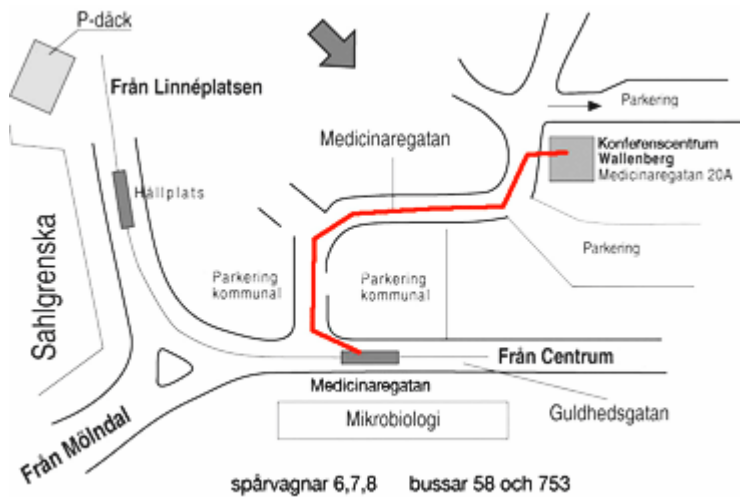 P-däck
Från Linnéplatsen
Parkering
Medicinaregatan
Konferenscentrum
Wallenberg
Medicinaregatan 20A
Hållplats
Sahlgrenska
Parkering
Parkering
kommunal
Parkering
kommunal
Från Centrum
Medicinaregatan
Guldhedsgatan
Mikrobiologi
Från Mölndal
spårvagnar 6,7,8 bussar 58 och 753